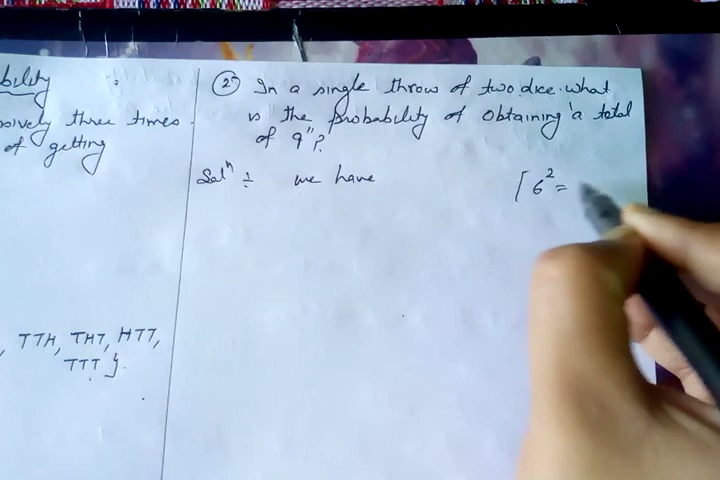 bility :
sively three times.
of getting
, TTH, THT, HTT,
TTT }.
(2) In a single throw of two dice. what
is the probability of obtaining "a total
of 9"?
Solⁿ ÷ we have [ 6² =